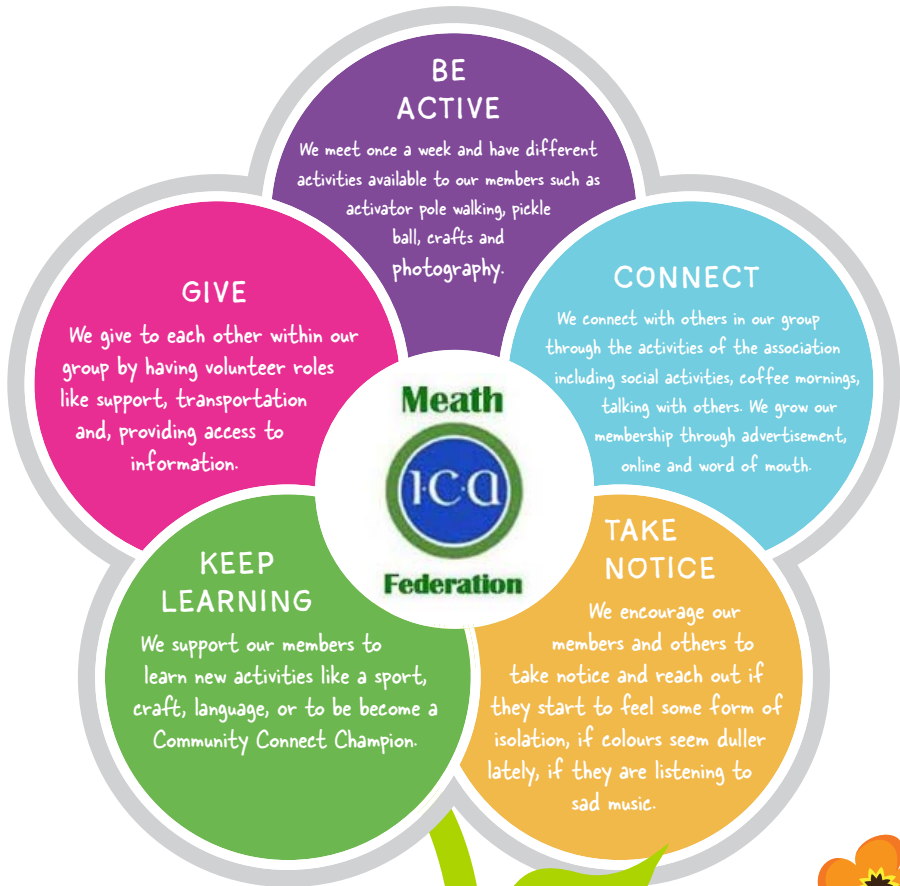 BE
ACTIVE
We meet once a week and have different
activities available to our members such as
activator pole walking, pickle
ball, crafts and
photography.
GIVE
We give to each other within our
group by having volunteer roles
like support, transportation
and, providing access to
information.
CONNECT
We connect with others in our group
through the activities of the association
including social activities, coffee mornings,
talking with others. We grow our
membership through advertisement,
online and word of mouth.
Meath
I·C·A
Federation
KEEP
LEARNING
We support our members to
learn new activities like a sport,
craft, language, or to be become a
Community Connect Champion.
TAKE
NOTICE
We encourage our
members and others to
take notice and reach out if
they start to feel some form of
isolation, if colours seem duller
lately, if they are listening to
sad music.